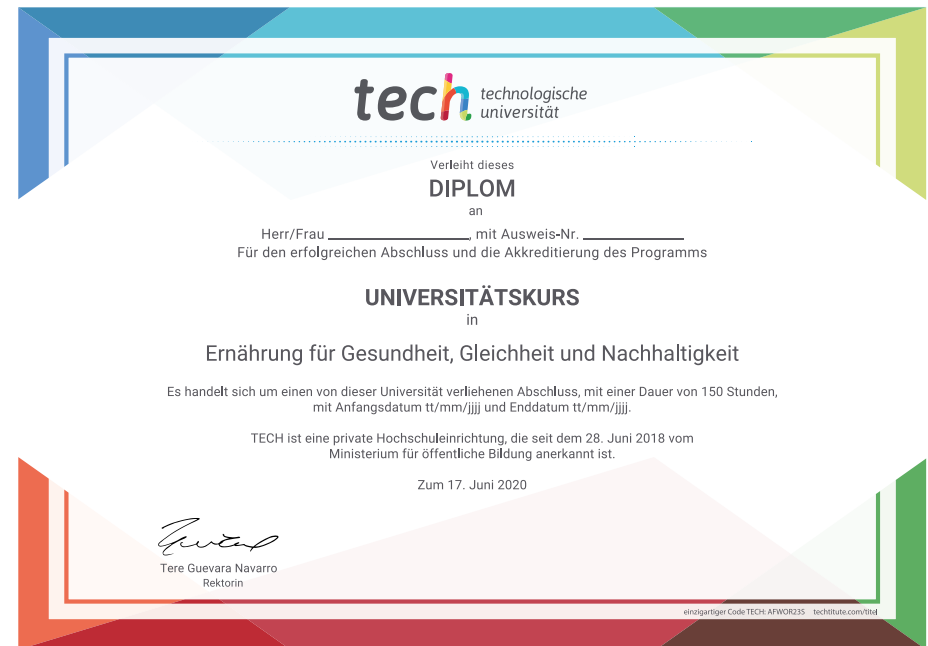 tech technologische
universität
Verleiht dieses
DIPLOM
an
Herr/Frau ____________________, mit Ausweis-Nr. ______________
Für den erfolgreichen Abschluss und die Akkreditierung des Programms
UNIVERSITÄTSKURS
in
Ernährung für Gesundheit, Gleichheit und Nachhaltigkeit
Es handelt sich um einen von dieser Universität verliehenen Abschluss, mit einer Dauer von 150 Stunden,
mit Anfangsdatum tt/mm/jjjj und Enddatum tt/mm/jjjj.
TECH ist eine private Hochschuleinrichtung, die seit dem 28. Juni 2018 vom
Ministerium für öffentliche Bildung anerkannt ist.
Zum 17. Juni 2020
Tere Guevara Navarro
Rektorin
einzigartiger Code TECH: AFWOR235 techtitute.com/titel